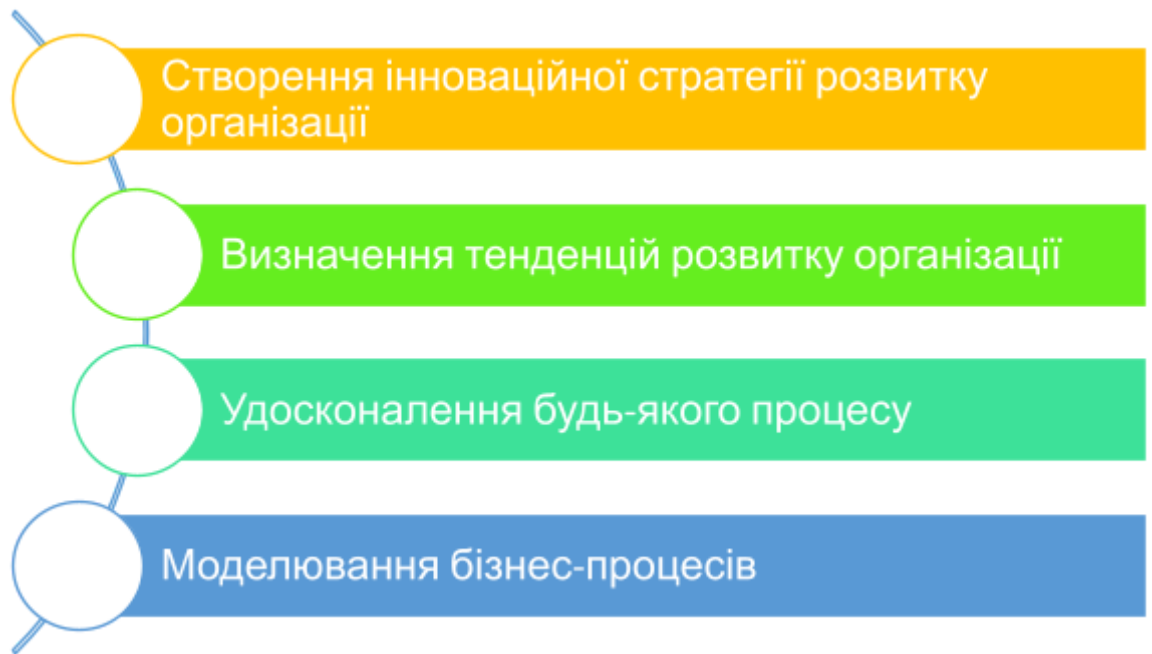 Створення інноваційної стратегії розвитку
організації
Визначення тенденцій розвитку організації
Удосконалення будь-якого процесу
Моделювання бізнес-процесів